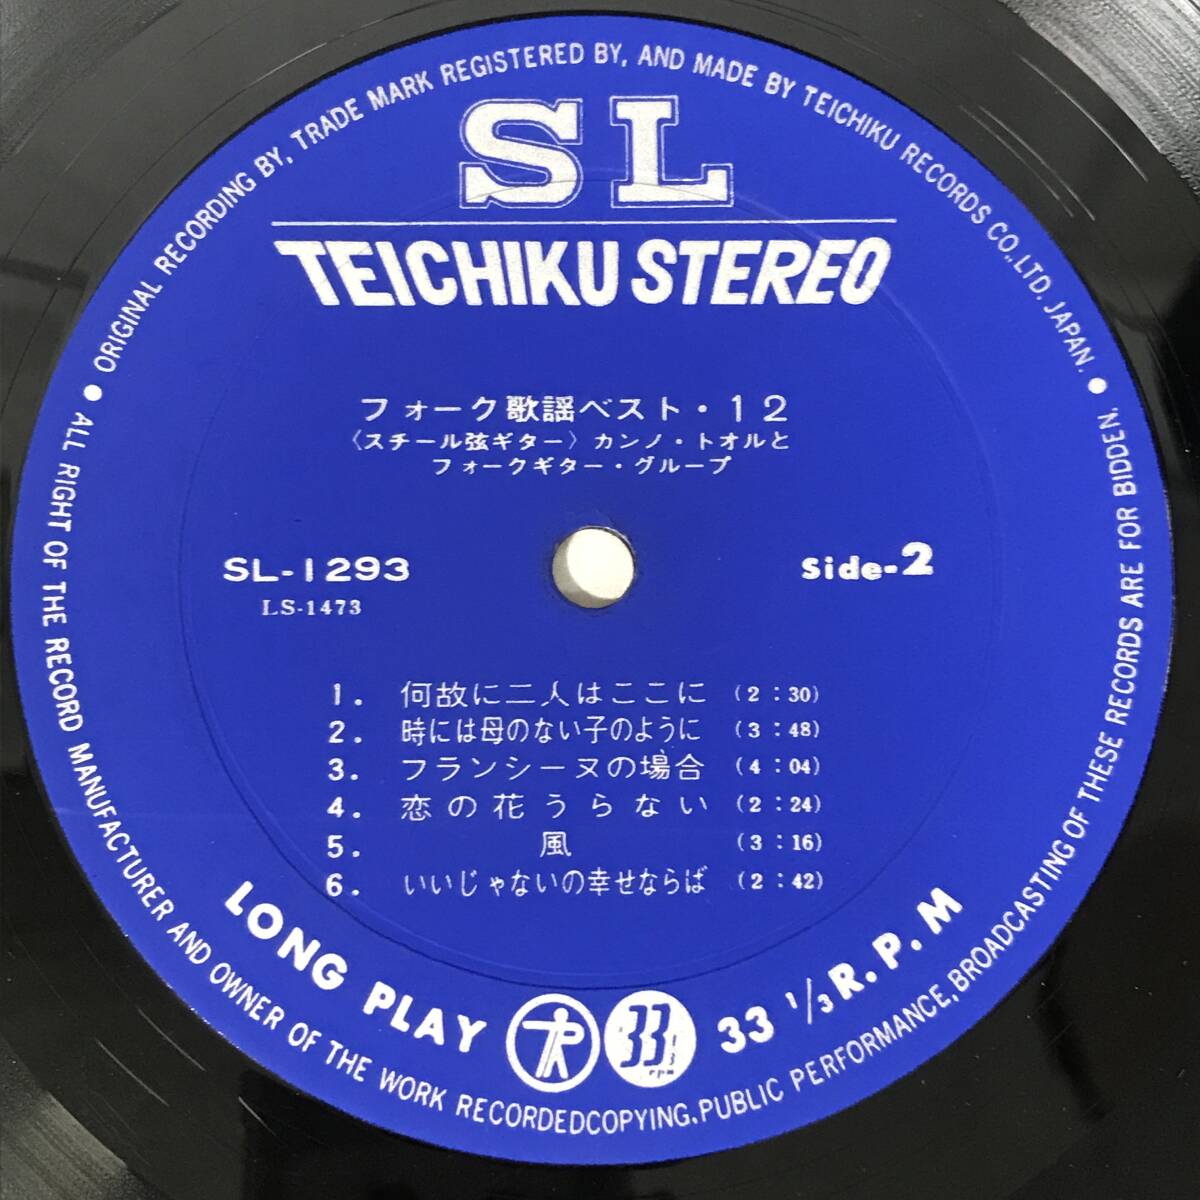 ORIGINAL RECORDING BY, TRADE MARK REGISTERED BY, AND MADE BY TEICHIKU RECORDS CO., LTD. JAPAN.
SL
TEICHIKU STEREO
フォーク歌謡ベスト・12
〈スチール弦ギター〉カンノ・トオルと
フォークギター・グループ
SL-1293
LS-1473
Side-2
1. 何故に二人はここに (2:30)
2. 時には母のない子のように (3:48)
3. フランシーヌの場合 (4:04)
4. 恋の花うらない (2:24)
5. 風 (3:16)
6. いいじゃないの幸せならば (2:42)
LONG PLAY
33 1/3 R.P.M
33 1/3
rpm
ALL RIGHT OF THE RECORD MANUFACTURER AND OWNER OF THE WORK RECORDEDCOPYING, PUBLIC PERFORMANCE, BROADCASTING OF THESE RECORDS ARE FOR BIDDEN.